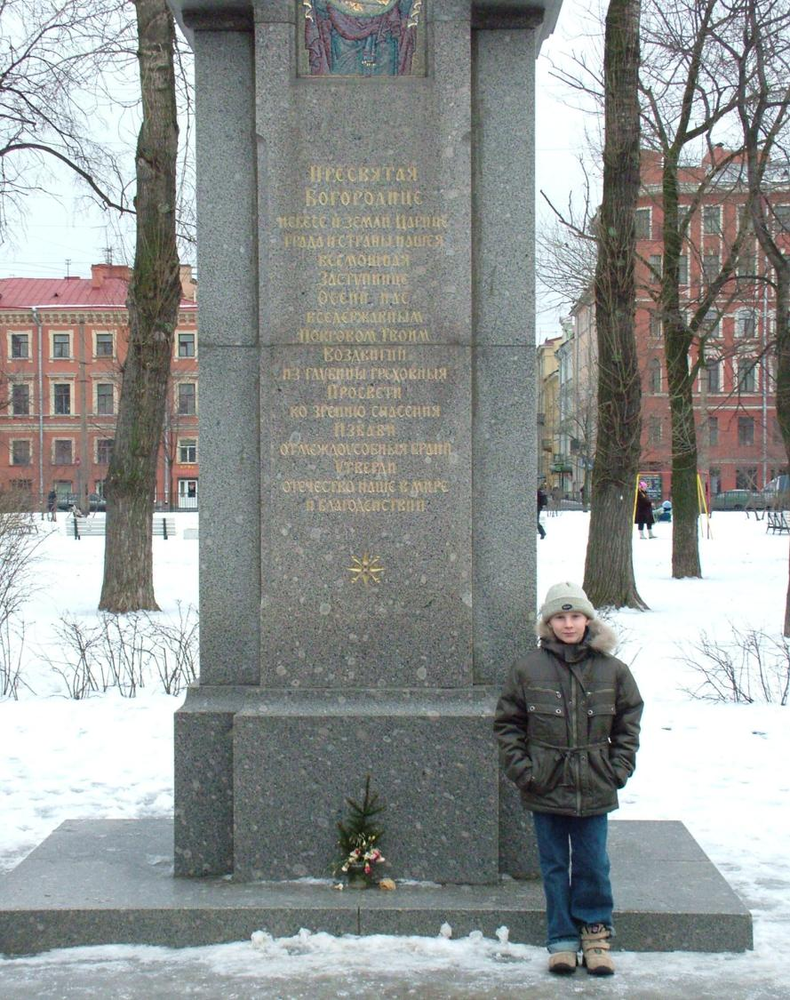 Пресвятая
Богородице
небесе и земли Царице
града и страны нашея
всемощная
Заступнице
Осени нас
вседержавным
Покровом Твоим
Воздвигни
из глубины греховныя
Просвети
ко зрению спасения
Избави
от междоусобныя брани
Утверди
отечество наше в мире
и благоденствии